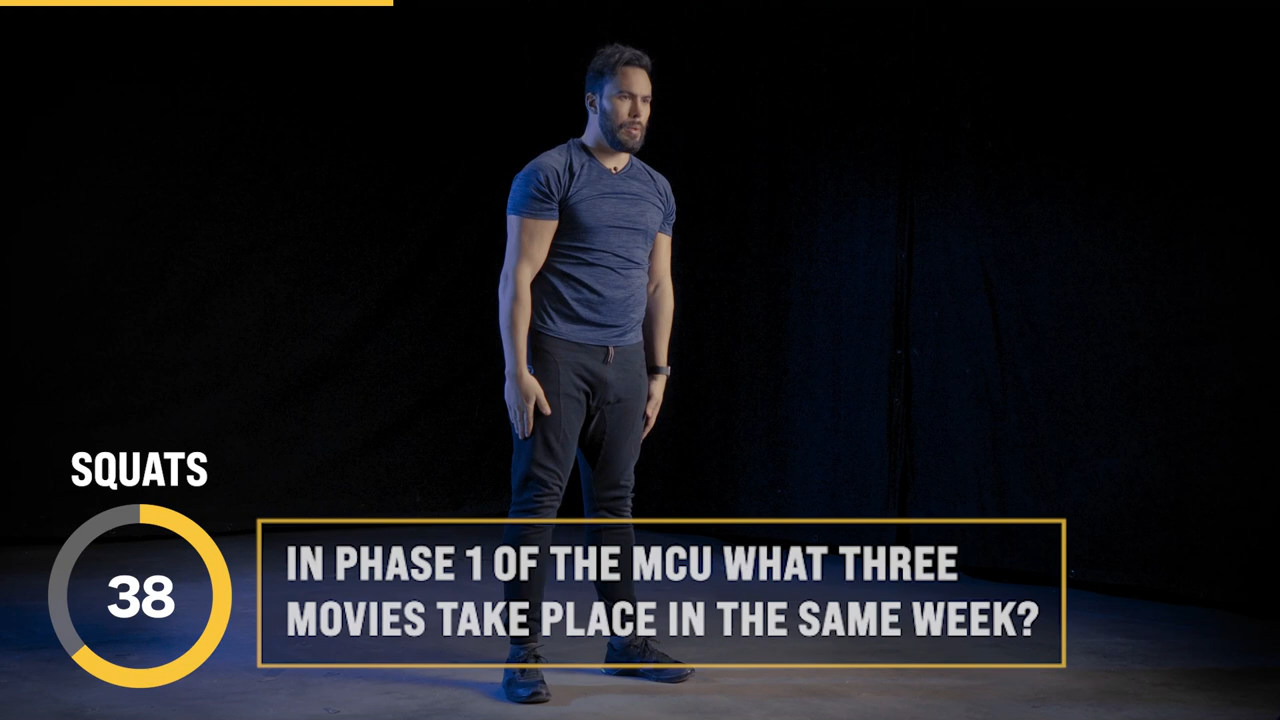 SQUATS
38
IN PHASE 1 OF THE MCU WHAT THREE
MOVIES TAKE PLACE IN THE SAME WEEK?